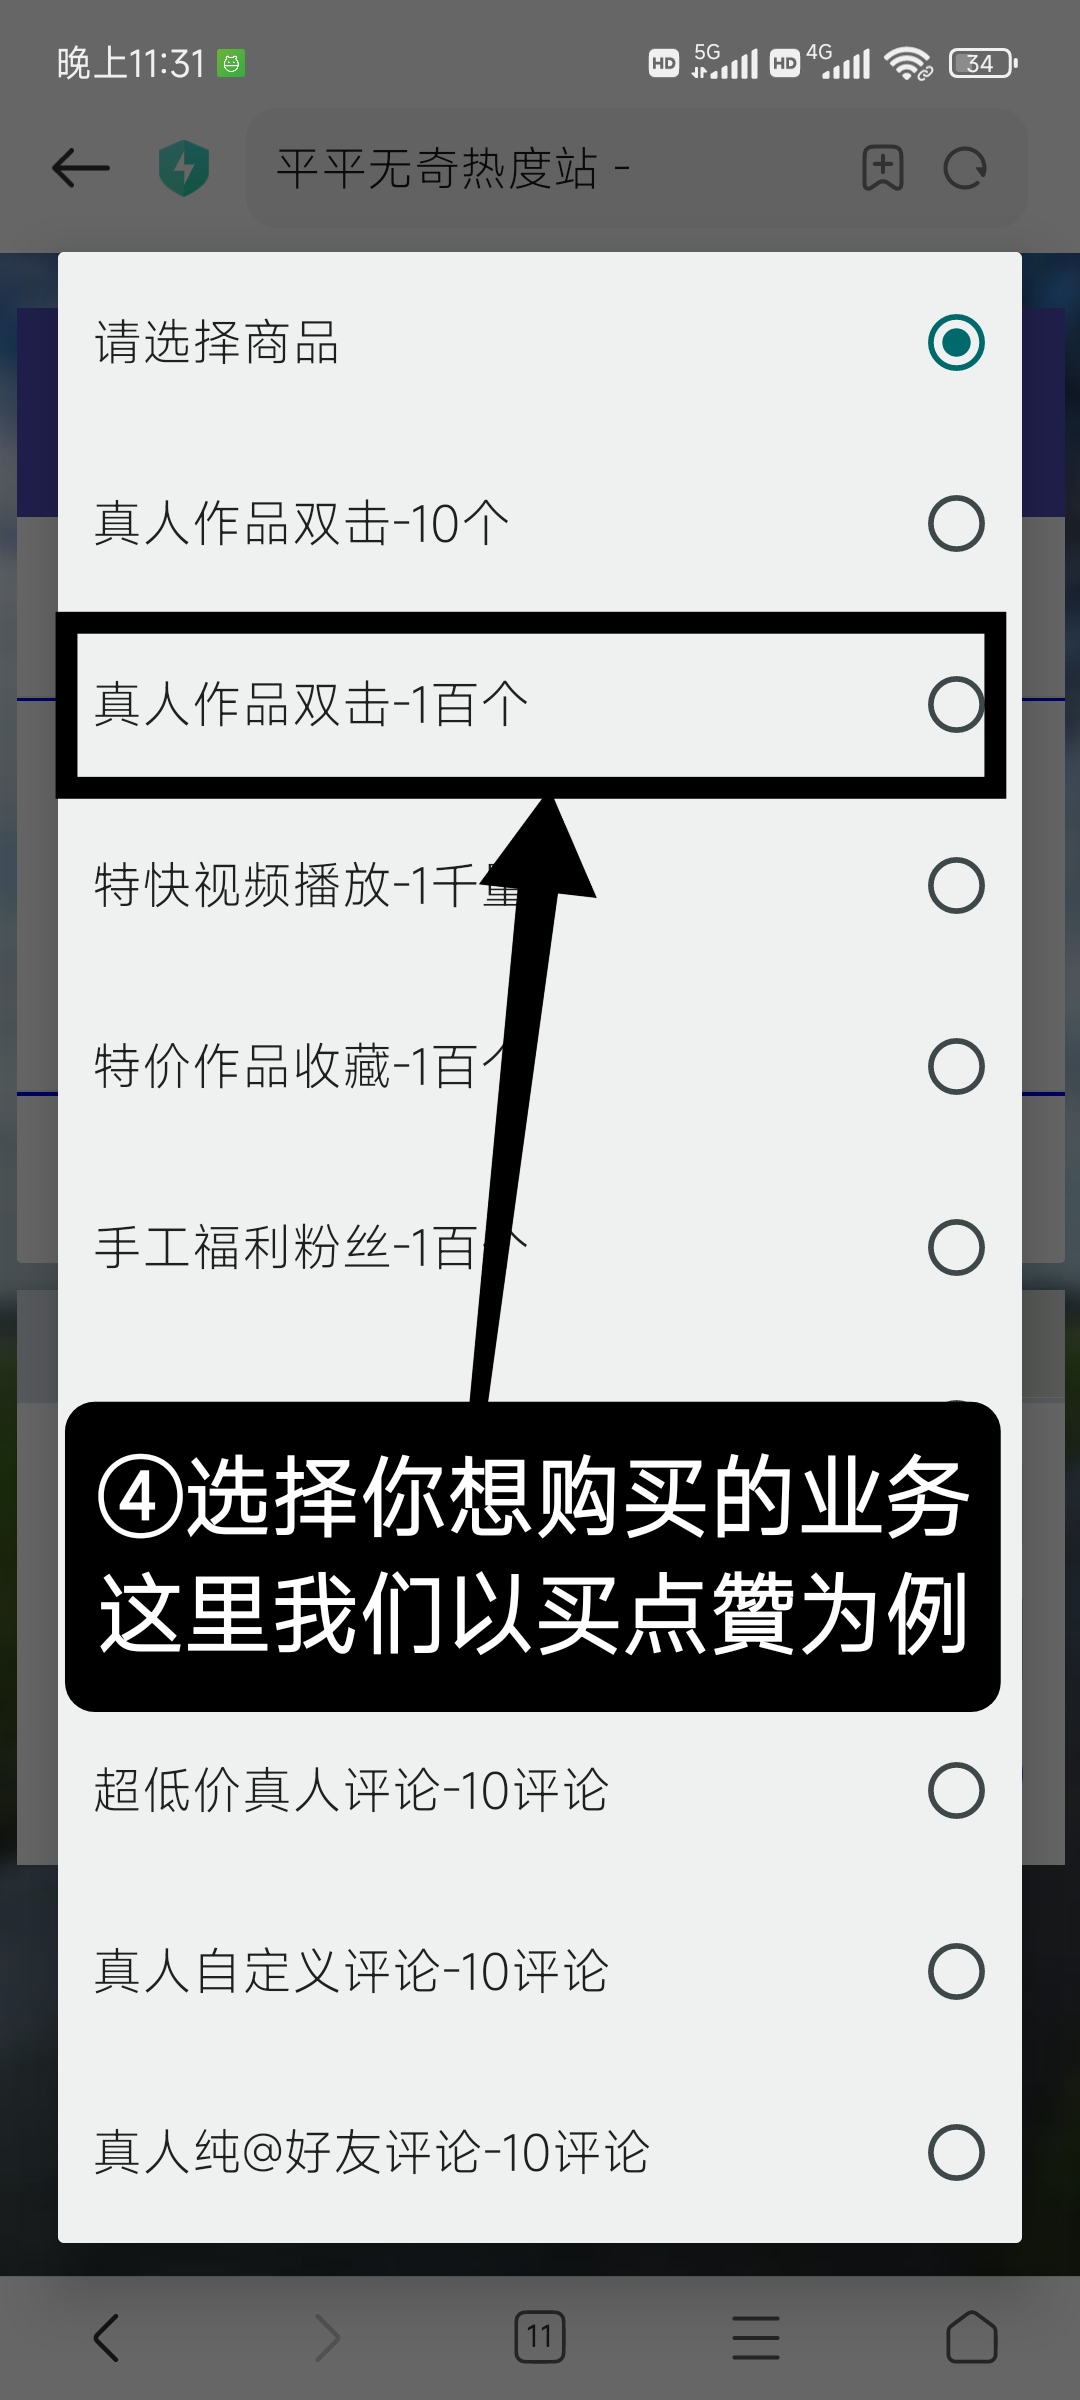 晚上11:31
HD 5G HD 4G 34
平平无奇热度站 -
请选择商品
真人作品双击-10个
真人作品双击-1百个
特快视频播放-1千量
特价作品收藏-1百个
手工福利粉丝-1百个
④选择你想购买的业务
这里我们以买点赞为例
超低价真人评论-10评论
真人自定义评论-10评论
真人纯@好友评论-10评论
11